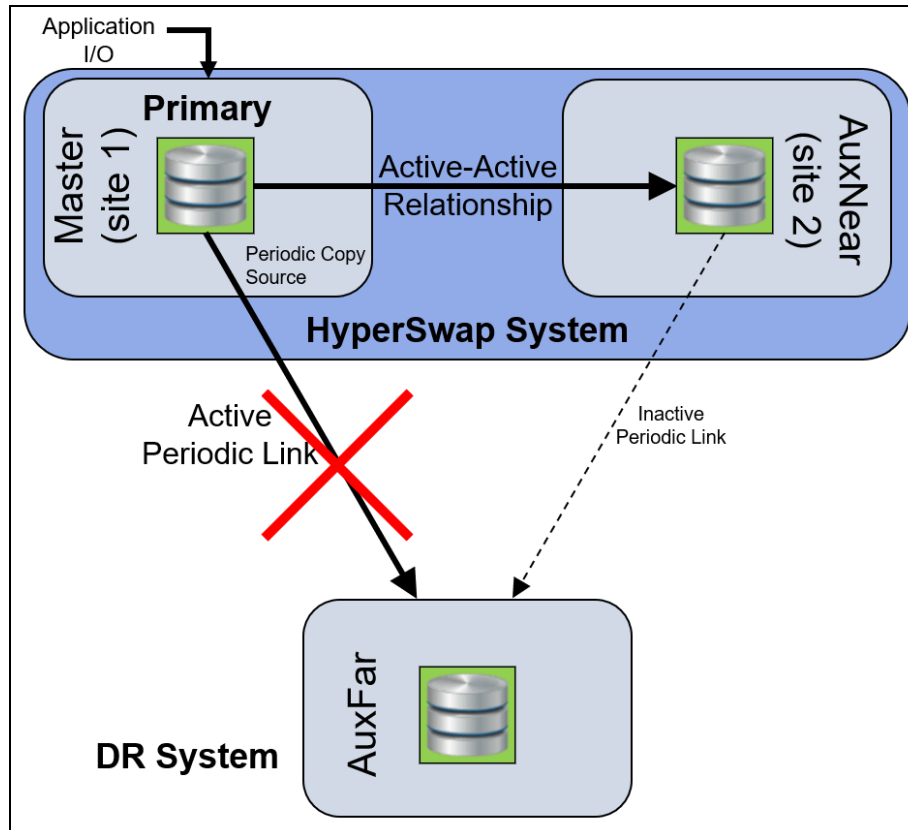 Application
I/O
Primary
Master
(site 1)
Active-Active
Relationship
AuxNear
(site 2)
Periodic Copy
Source
HyperSwap System
Active
Periodic Link
Inactive
Periodic Link
AuxFar
DR System